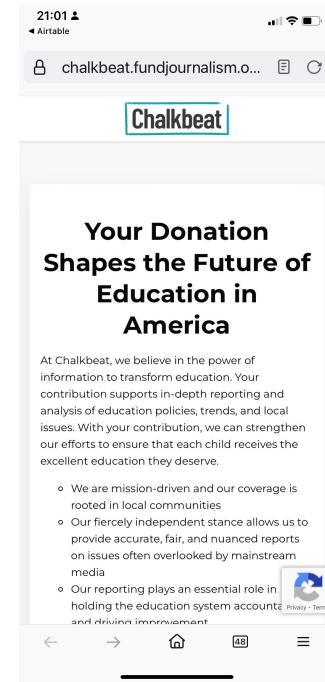 21:01
◄ Airtable
chalkbeat.fundjournalism.o...
Chalkbeat
Your Donation
Shapes the Future of
Education in
America
At Chalkbeat, we believe in the power of
information to transform education. Your
contribution supports in-depth reporting and
analysis of education policies, trends, and local
issues. With your contribution, we can strengthen
our efforts to ensure that each child receives the
excellent education they deserve.
We are mission-driven and our coverage is
rooted in local communities
Our fiercely independent stance allows us to
provide accurate, fair, and nuanced reports
on issues often overlooked by mainstream
media
Our reporting plays an essential role in
holding the education system accounta
Privacy - Term
and driving improvement
48